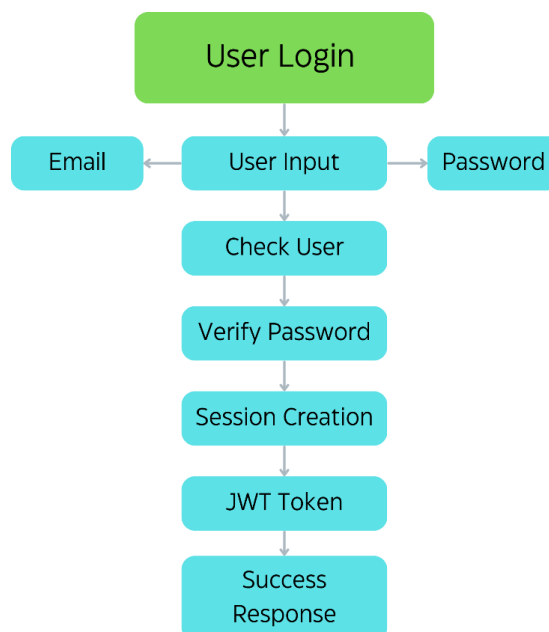 User Login
Email
User Input
Password
Check User
Verify Password
Session Creation
JWT Token
Success
Response